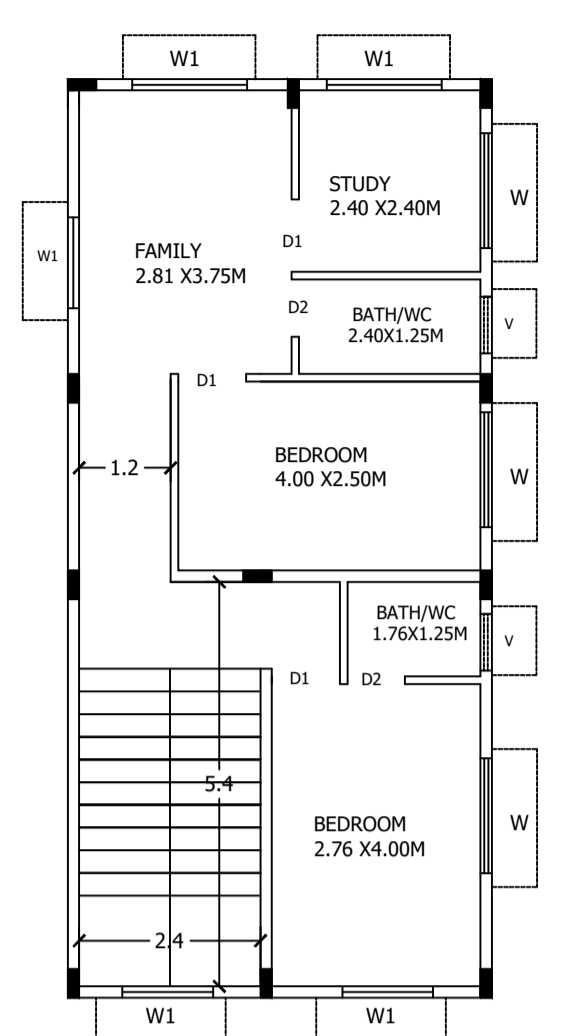 W1
W1
STUDY
2.40 X2.40M
W
D1
FAMILY
2.81 X3.75M
W1
D2
BATH/WC
2.40X1.25M
V
D1
BEDROOM
4.00 X2.50M
1.2
W
BATH/WC
1.76X1.25M
V
D1
D2
5.4
BEDROOM
2.76 X4.00M
W
2.4
W1
W1